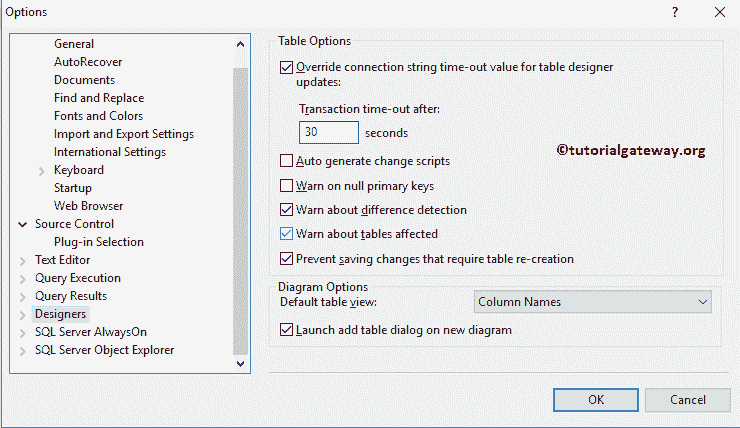 Options
?
General
AutoRecover
Documents
Find and Replace
Fonts and Colors
Import and Export Settings
International Settings
Keyboard
Startup
Web Browser
Source Control
Plug-in Selection
Text Editor
Query Execution
Query Results
Designers
SQL Server AlwaysOn
SQL Server Object Explorer
Table Options
Override connection string time-out value for table designer
updates:
Transaction time-out after:
30 seconds
©tutorialgateway.org
Auto generate change scripts
Warn on null primary keys
Warn about difference detection
Warn about tables affected
Prevent saving changes that require table re-creation
Diagram Options
Default table view: Column Names
Launch add table dialog on new diagram
OK Cancel